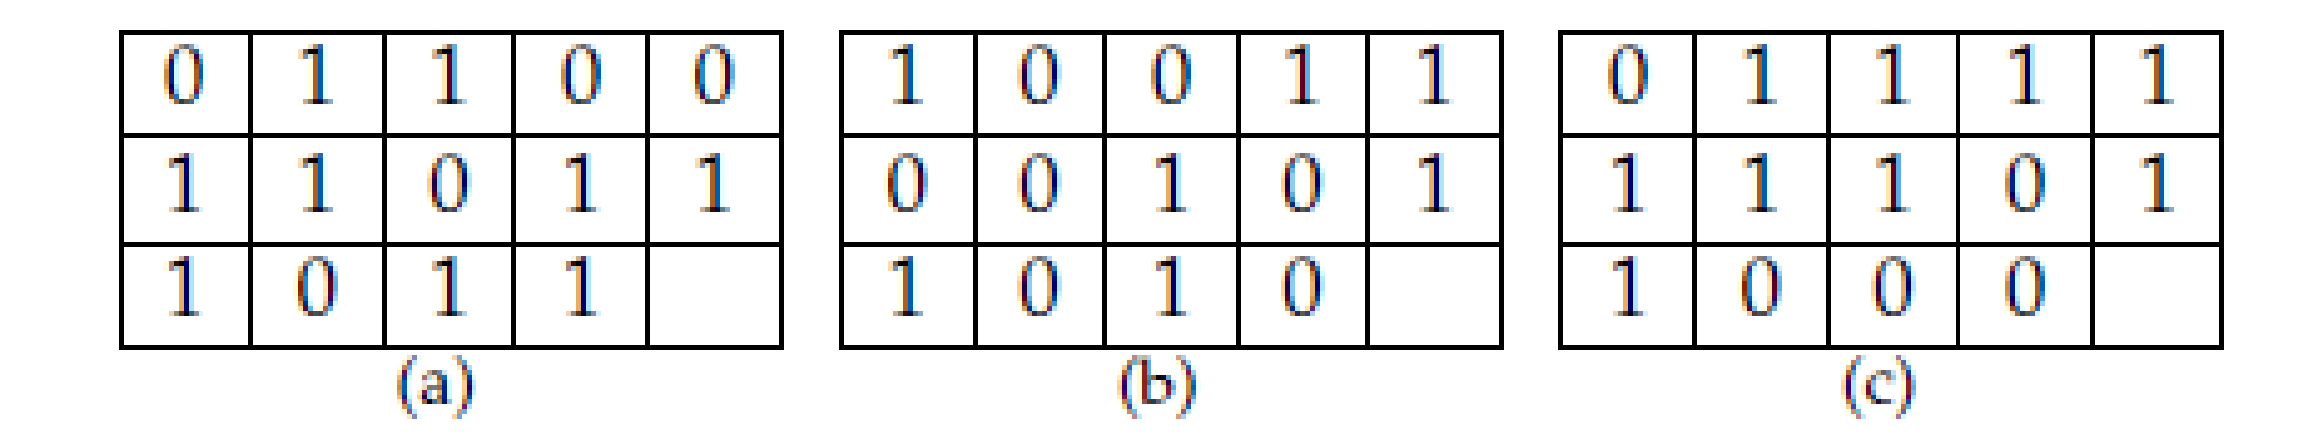 0 1 1 0 0 1 0 0 1 1 0 1 1 1 1
1 1 0 1 1 0 0 1 0 1 1 1 1 0 1
1 0 1 1 1 0 1 0 1 0 0 0
(a) (b) (c)